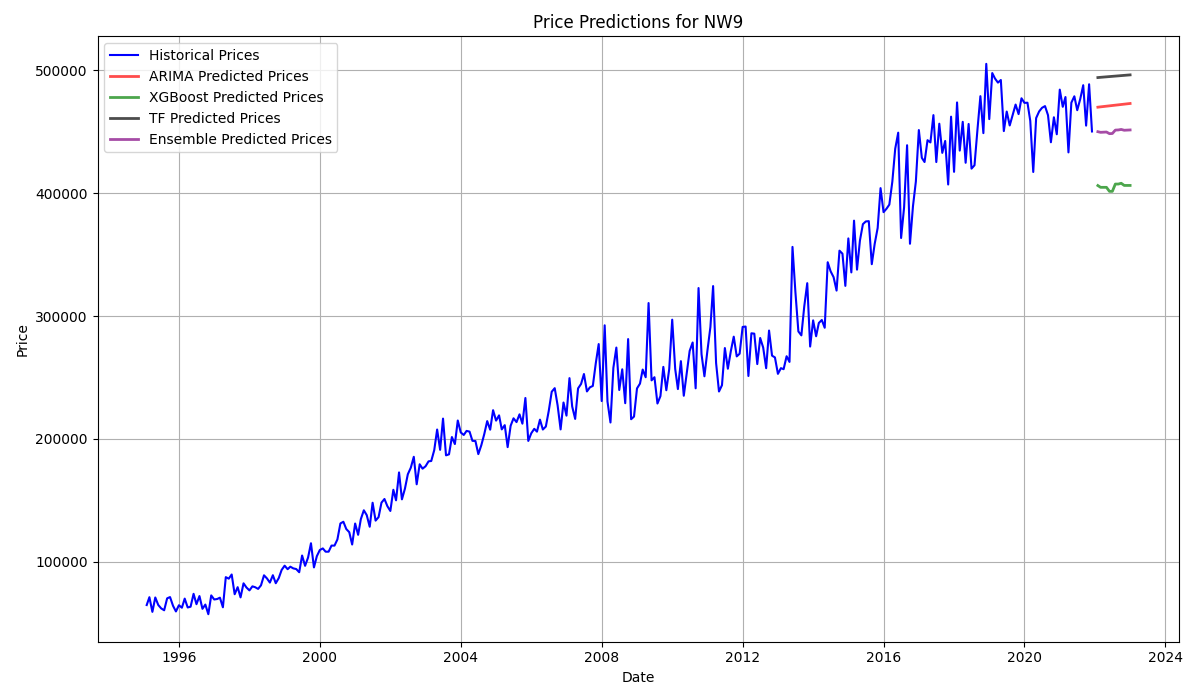 Price Predictions for NW9
Historical Prices
ARIMA Predicted Prices
XGBoost Predicted Prices
TF Predicted Prices
Ensemble Predicted Prices
500000
400000
300000
200000
100000
Price
1996 2000 2004 2008 2012 2016 2020 2024
Date